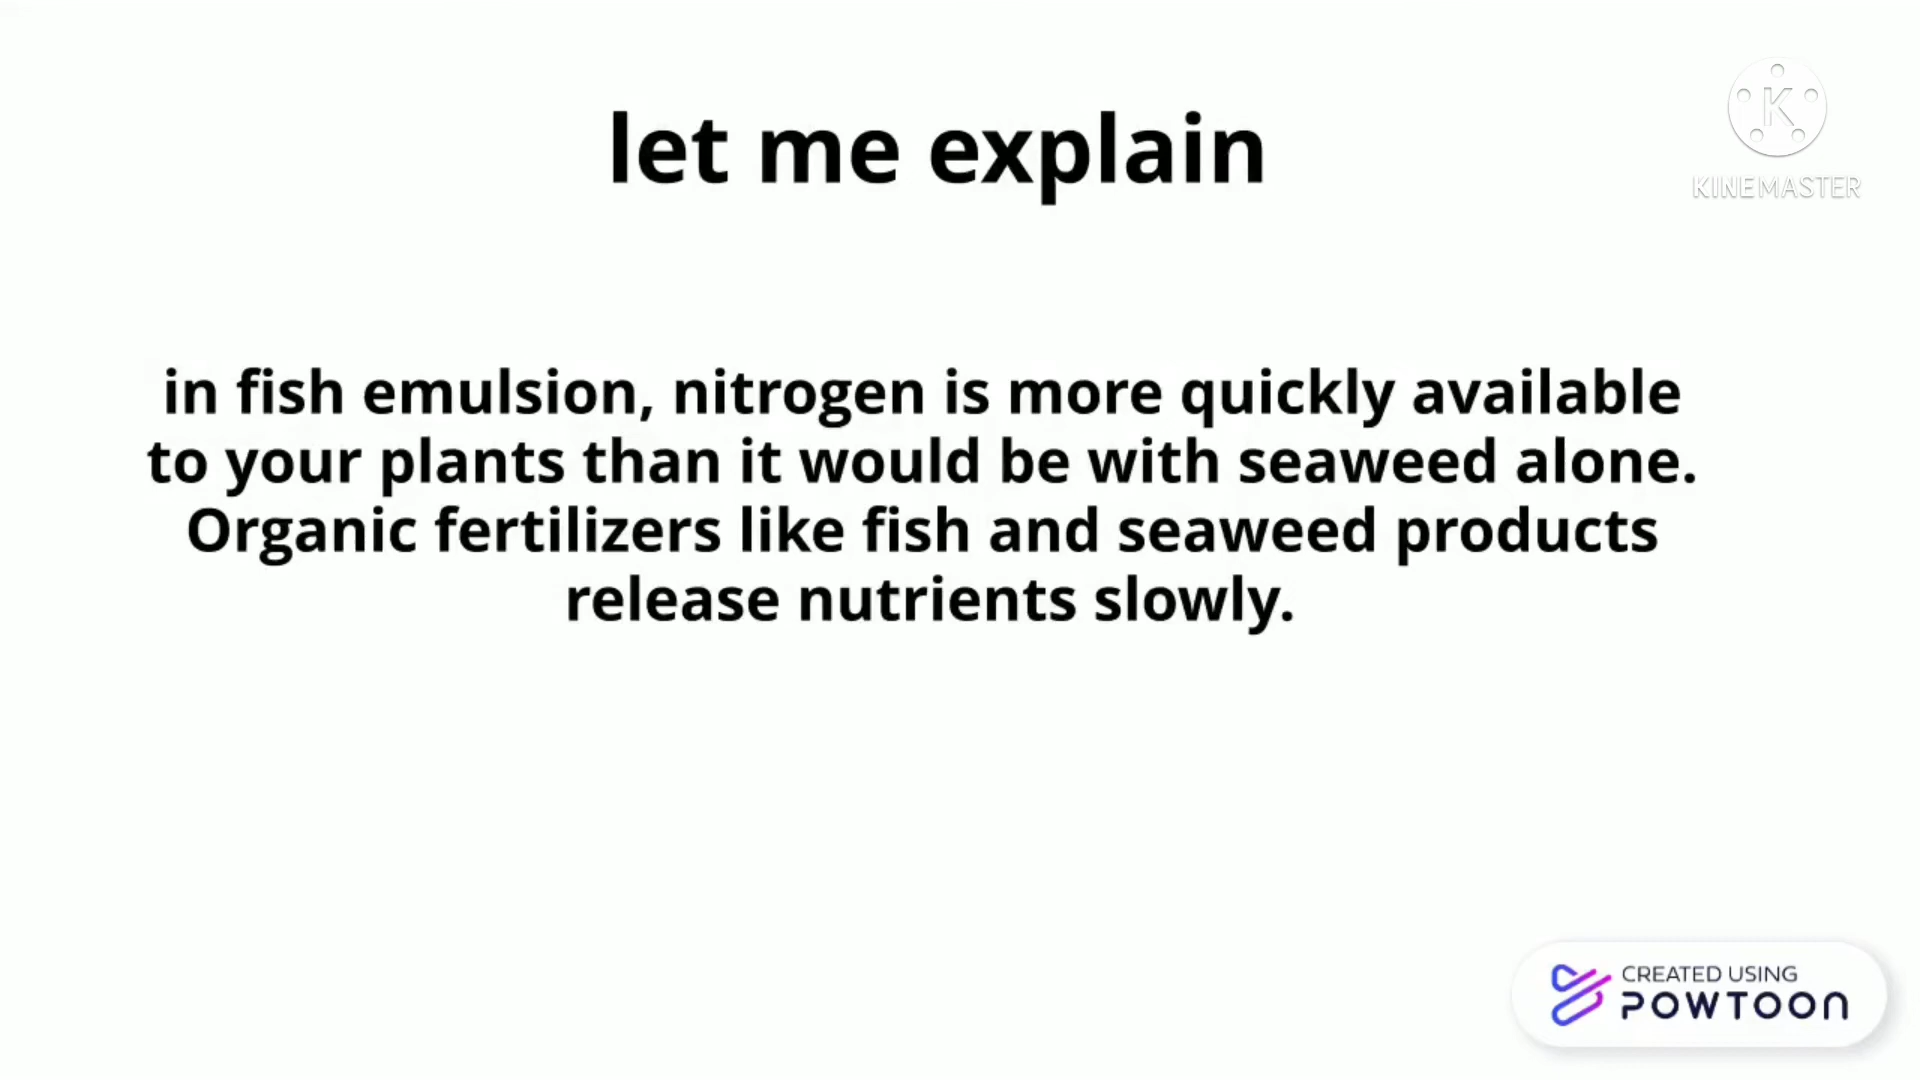 let me explain
K
KINEMASTER
in fish emulsion, nitrogen is more quickly available
to your plants than it would be with seaweed alone.
Organic fertilizers like fish and seaweed products
release nutrients slowly.
CREATED USING
POWTOON